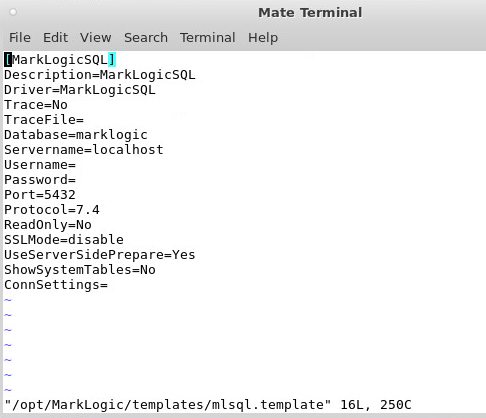 Mate Terminal
File Edit View Search Terminal Help
[MarkLogicSQL]
Description=MarkLogicSQL
Driver=MarkLogicSQL
Trace=No
TraceFile=
Database=marklogic
Servername=localhost
Username=
Password=
Port=5432
Protocol=7.4
ReadOnly=No
SSLMode=disable
UseServerSidePrepare=Yes
ShowSystemTables=No
ConnSettings=
~
~
~
~
~
~
~
"/opt/MarkLogic/templates/mlsql.template" 16L, 250C